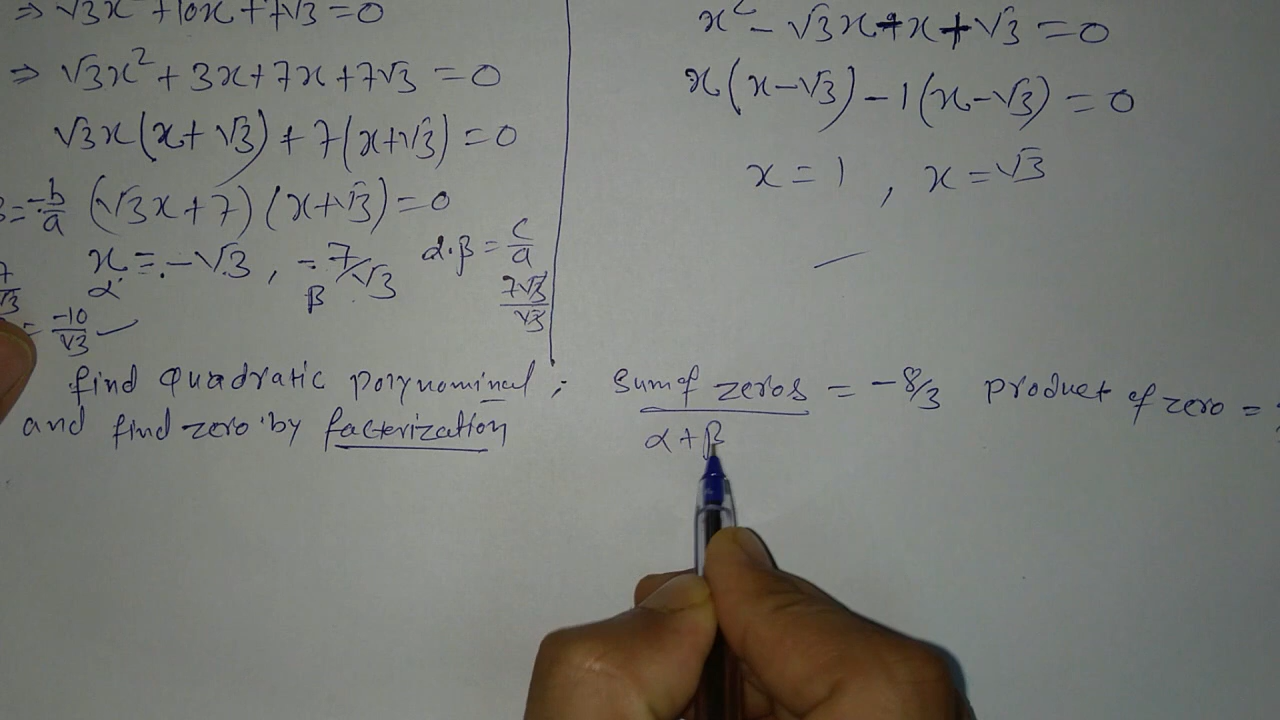 ⇒ √3x² + 10x + 7√3 = 0
⇒ √3x² + 3x + 7x + 7√3 = 0
√3x(x + √3) + 7(x + √3) = 0
= -b/a (√3x + 7)(x + √3) = 0
x = -√3, -7/√3 α·β = c/a
α β 7√3/√3
= -10/√3
x² - √3x + x + √3 = 0
x(x - √3) - 1(x - √3) = 0
x = 1 , x = √3
find quadratic polynominal ; Sum of zeros = -8/3 product of zero =
and find zero by facterization α + β